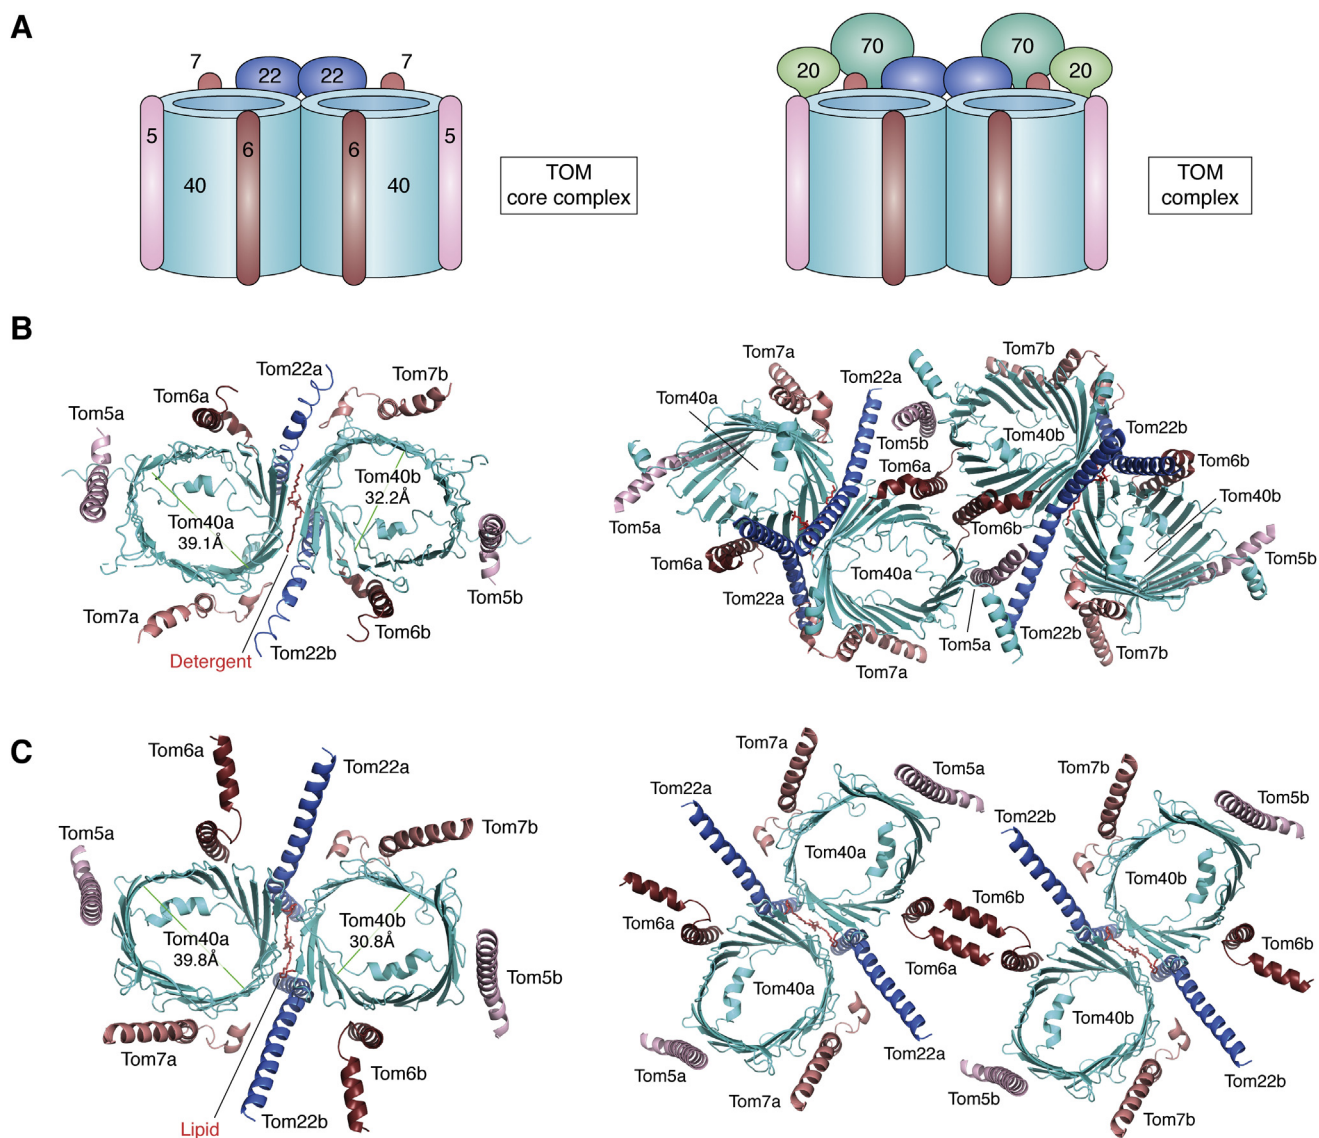 A
7
22
22
7
5
6
6
5
40
40
TOM
core complex
70
70
20
20
TOM
complex
B
Tom22a
Tom7b
Tom6a
Tom5a
Tom40b
32.2Å
Tom40a
39.1Å
Tom5b
Tom7a
Tom6b
Tom22b
Detergent
Tom7a
Tom7b
Tom22a
Tom40a
Tom5b
Tom40b
Tom22b
Tom6a
Tom6b
Tom40b
Tom5a
Tom6b
Tom6a
Tom40a
Tom5b
Tom22a
Tom22b
Tom5a
Tom7b
Tom7a
C
Tom6a
Tom22a
Tom5a
Tom7b
Tom40b
30.8Å
Tom40a
39.8Å
Tom5b
Tom7a
Tom6b
Tom22b
Lipid
Tom7a
Tom5a
Tom7b
Tom22a
Tom5b
Tom22b
Tom40a
Tom40b
Tom6b
Tom6a
Tom6b
Tom6a
Tom40a
Tom40b
Tom22a
Tom5a
Tom22b
Tom5b
Tom7a
Tom7b